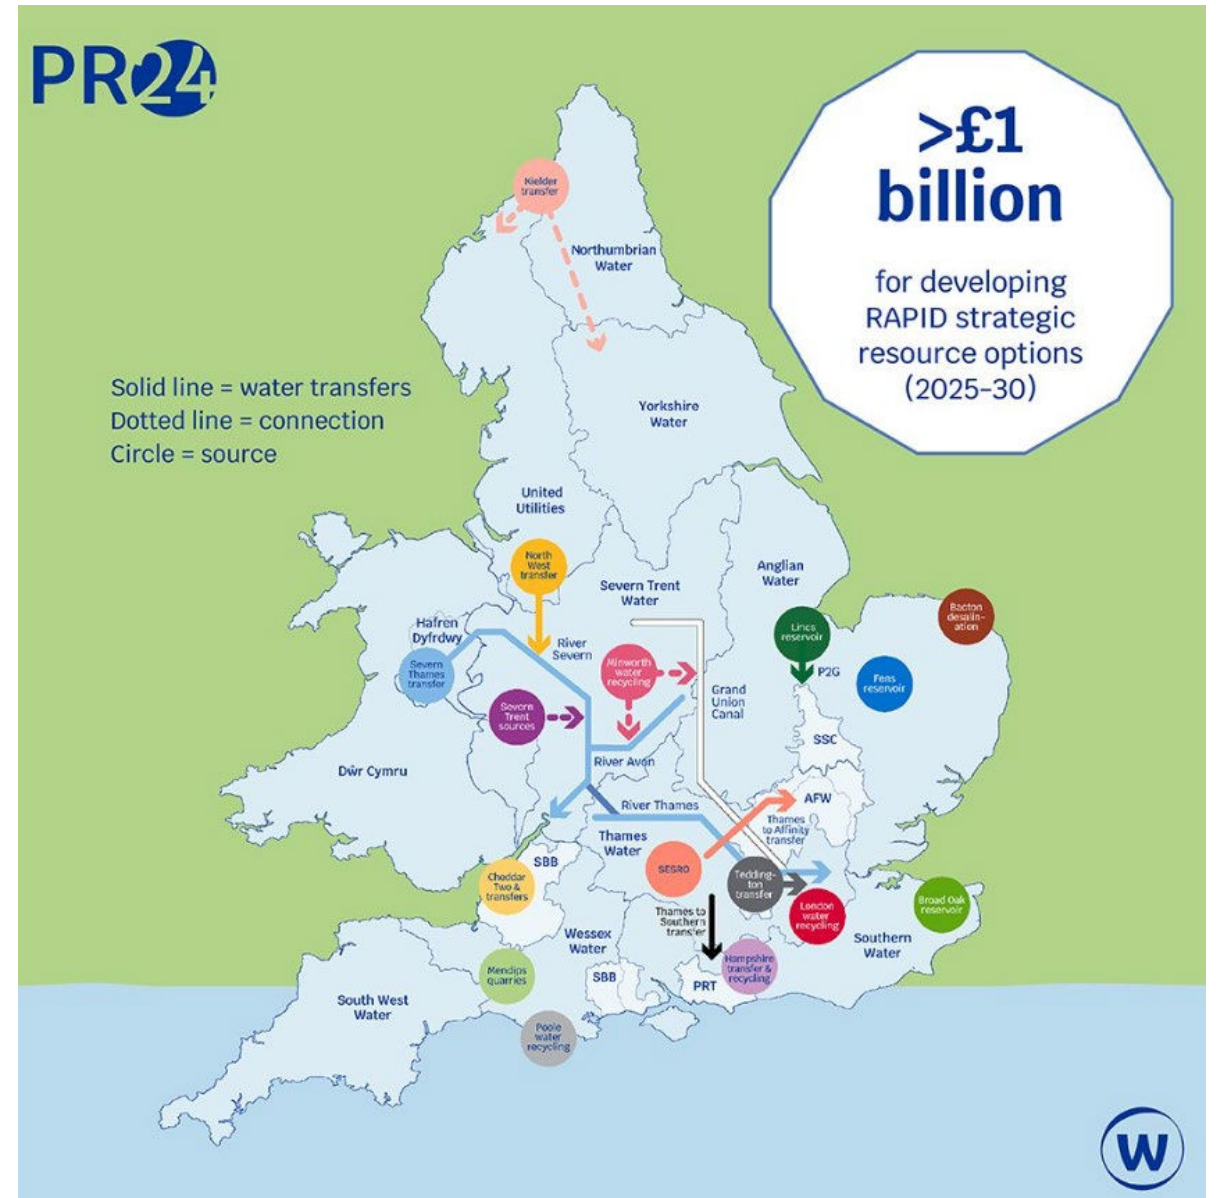 PR24
>£1
billion
for developing
RAPID strategic
resource options
(2025-30)
Solid line = water transfers
Dotted line = connection
Circle = source
Kielder
transfer
Northumbrian
Water
Yorkshire
Water
United
Utilities
North
West
transfer
Severn Trent
Water
Anglian
Water
Bacton
desalin-
ation
Lincs
reservoir
Hafren
Dyfrdwy
River
Severn
Severn
Thames
transfer
Minworth
water
recycling
P2G
Fens
reservoir
Grand
Union
Canal
Severn
Trent
sources
SSC
River Avon
Dŵr Cymru
River Thames
AFW
Thames
to Affinity
transfer
Thames
Water
SBB
SESRO
Tedding-
ton
transfer
Cheddar
Two &
transfers
London
water
recycling
Broad Oak
reservoir
Thames to
Southern
transfer
Wessex
Water
Southern
Water
Mendips
quarries
SBB
PRT
Hampshire
transfer &
recycling
South West
Water
Poole
water
recycling
W